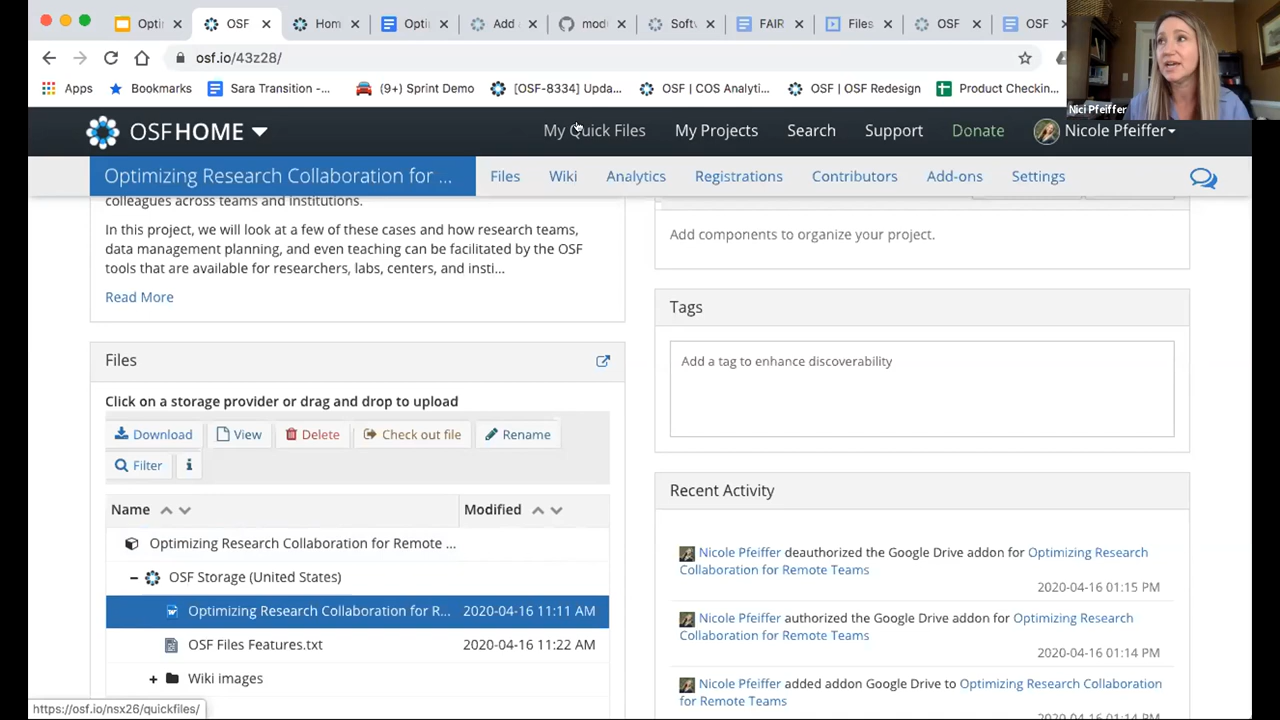 Opti
OSF
Hom
Opti
Add
mod
Softw
FAIR
Files
OSF
OSF
osf.io/43z28/
Apps
Bookmarks
Sara Transition -...
(9+) Sprint Demo
[OSF-8334] Upda...
OSF | COS Analyti...
OSF | OSF Redesign
Product Checkin...
Nici Pfeiffer
OSFHOME
My Quick Files
My Projects
Search
Support
Donate
Nicole Pfeiffer
Optimizing Research Collaboration for ...
Files
Wiki
Analytics
Registrations
Contributors
Add-ons
Settings
colleagues across teams and institutions.
In this project, we will look at a few of these cases and how research teams,
data management planning, and even teaching can be facilitated by the OSF
tools that are available for researchers, labs, centers, and insti...
Read More
Files
Click on a storage provider or drag and drop to upload
Download
View
Delete
Check out file
Rename
Filter
i
Name
Modified
Optimizing Research Collaboration for Remote ...
OSF Storage (United States)
Optimizing Research Collaboration for R... 2020-04-16 11:11 AM
OSF Files Features.txt 2020-04-16 11:22 AM
Wiki images
Add components to organize your project.
Tags
Add a tag to enhance discoverability
Recent Activity
Nicole Pfeiffer deauthorized the Google Drive addon for Optimizing Research
Collaboration for Remote Teams
2020-04-16 01:15 PM
Nicole Pfeiffer authorized the Google Drive addon for Optimizing Research
Collaboration for Remote Teams
2020-04-16 01:14 PM
Nicole Pfeiffer added addon Google Drive to Optimizing Research Collaboration
for Remote Teams
https://osf.io/nsx26/quickfiles/